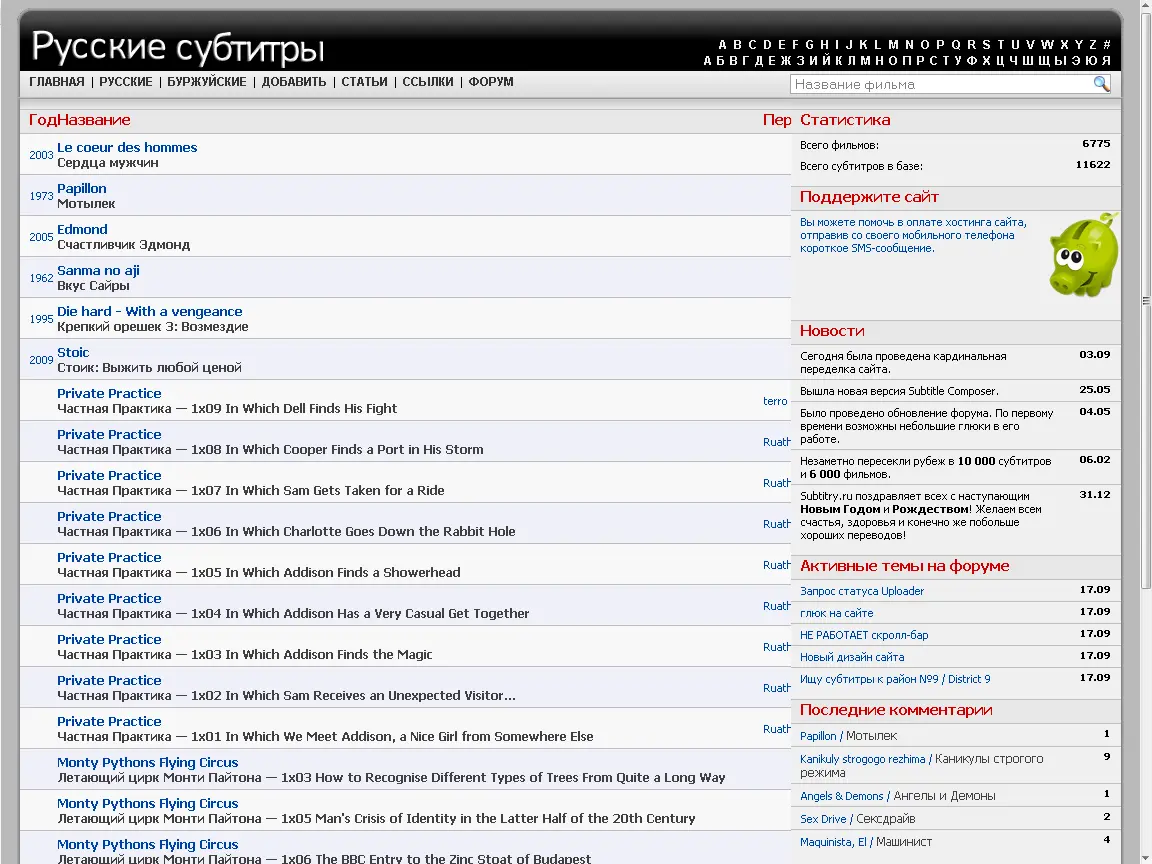 Русские субтитры
A B C D E F G H I J K L M N O P Q R S T U V W X Y Z #
А Б В Г Д Е Ж З И Й К Л М Н О П Р С Т У Ф Х Ц Ч Ш Щ Ы Э Ю Я
ГЛАВНАЯ | РУССКИЕ | БУРЖУЙСКИЕ | ДОБАВИТЬ | СТАТЬИ | ССЫЛКИ | ФОРУМ
Название фильма
ГодНазвание Пер
2003 Le coeur des hommes
Сердца мужчин
1973 Papillon
Мотылек
2005 Edmond
Счастливчик Эдмонд
1962 Sanma no aji
Вкус Сайры
1995 Die hard - With a vengeance
Крепкий орешек 3: Возмездие
2009 Stoic
Стоик: Выжить любой ценой
Private Practice
Частная Практика — 1x09 In Which Dell Finds His Fight
terro
Private Practice
Частная Практика — 1x08 In Which Cooper Finds a Port in His Storm
Ruath
Private Practice
Частная Практика — 1x07 In Which Sam Gets Taken for a Ride
Ruath
Private Practice
Частная Практика — 1x06 In Which Charlotte Goes Down the Rabbit Hole
Ruath
Private Practice
Частная Практика — 1x05 In Which Addison Finds a Showerhead
Ruath
Private Practice
Частная Практика — 1x04 In Which Addison Has a Very Casual Get Together
Ruath
Private Practice
Частная Практика — 1x03 In Which Addison Finds the Magic
Ruath
Private Practice
Частная Практика — 1x02 In Which Sam Receives an Unexpected Visitor...
Ruath
Private Practice
Частная Практика — 1x01 In Which We Meet Addison, a Nice Girl from Somewhere Else
Ruath
Monty Pythons Flying Circus
Летающий цирк Монти Пайтона — 1x03 How to Recognise Different Types of Trees From Quite a Long Way
Monty Pythons Flying Circus
Летающий цирк Монти Пайтона — 1x05 Man's Crisis of Identity in the Latter Half of the 20th Century
Monty Pythons Flying Circus
Летающий цирк Монти Пайтона — 1x06 The BBC Entry to the Zinc Stoat of Budapest
Статистика
Всего фильмов: 6775
Всего субтитров в базе: 11622
Поддержите сайт
Вы можете помочь в оплате хостинга сайта,
отправив со своего мобильного телефона
короткое SMS-сообщение.
Новости
Сегодня была проведена кардинальная 03.09
переделка сайта.
Вышла новая версия Subtitle Composer. 25.05
Было проведено обновление форума. По первому 04.05
времени возможны небольшие глюки в его
работе.
Незаметно пересекли рубеж в 10 000 субтитров 06.02
и 6 000 фильмов.
Subtitry.ru поздравляет всех с наступающим 31.12
Новым Годом и Рождеством! Желаем всем
счастья, здоровья и конечно же побольше
хороших переводов!
Активные темы на форуме
Запрос статуса Uploader 17.09
глюк на сайте 17.09
НЕ РАБОТАЕТ скролл-бар 17.09
Новый дизайн сайта 17.09
Ищу субтитры к район №9 / District 9 17.09
Последние комментарии
Papillon / Мотылек 1
Kanikuly strogogo rezhima / Каникулы строгого 9
режима
Angels & Demons / Ангелы и Демоны 1
Sex Drive / Сексдрайв 2
Maquinista, El / Машинист 4